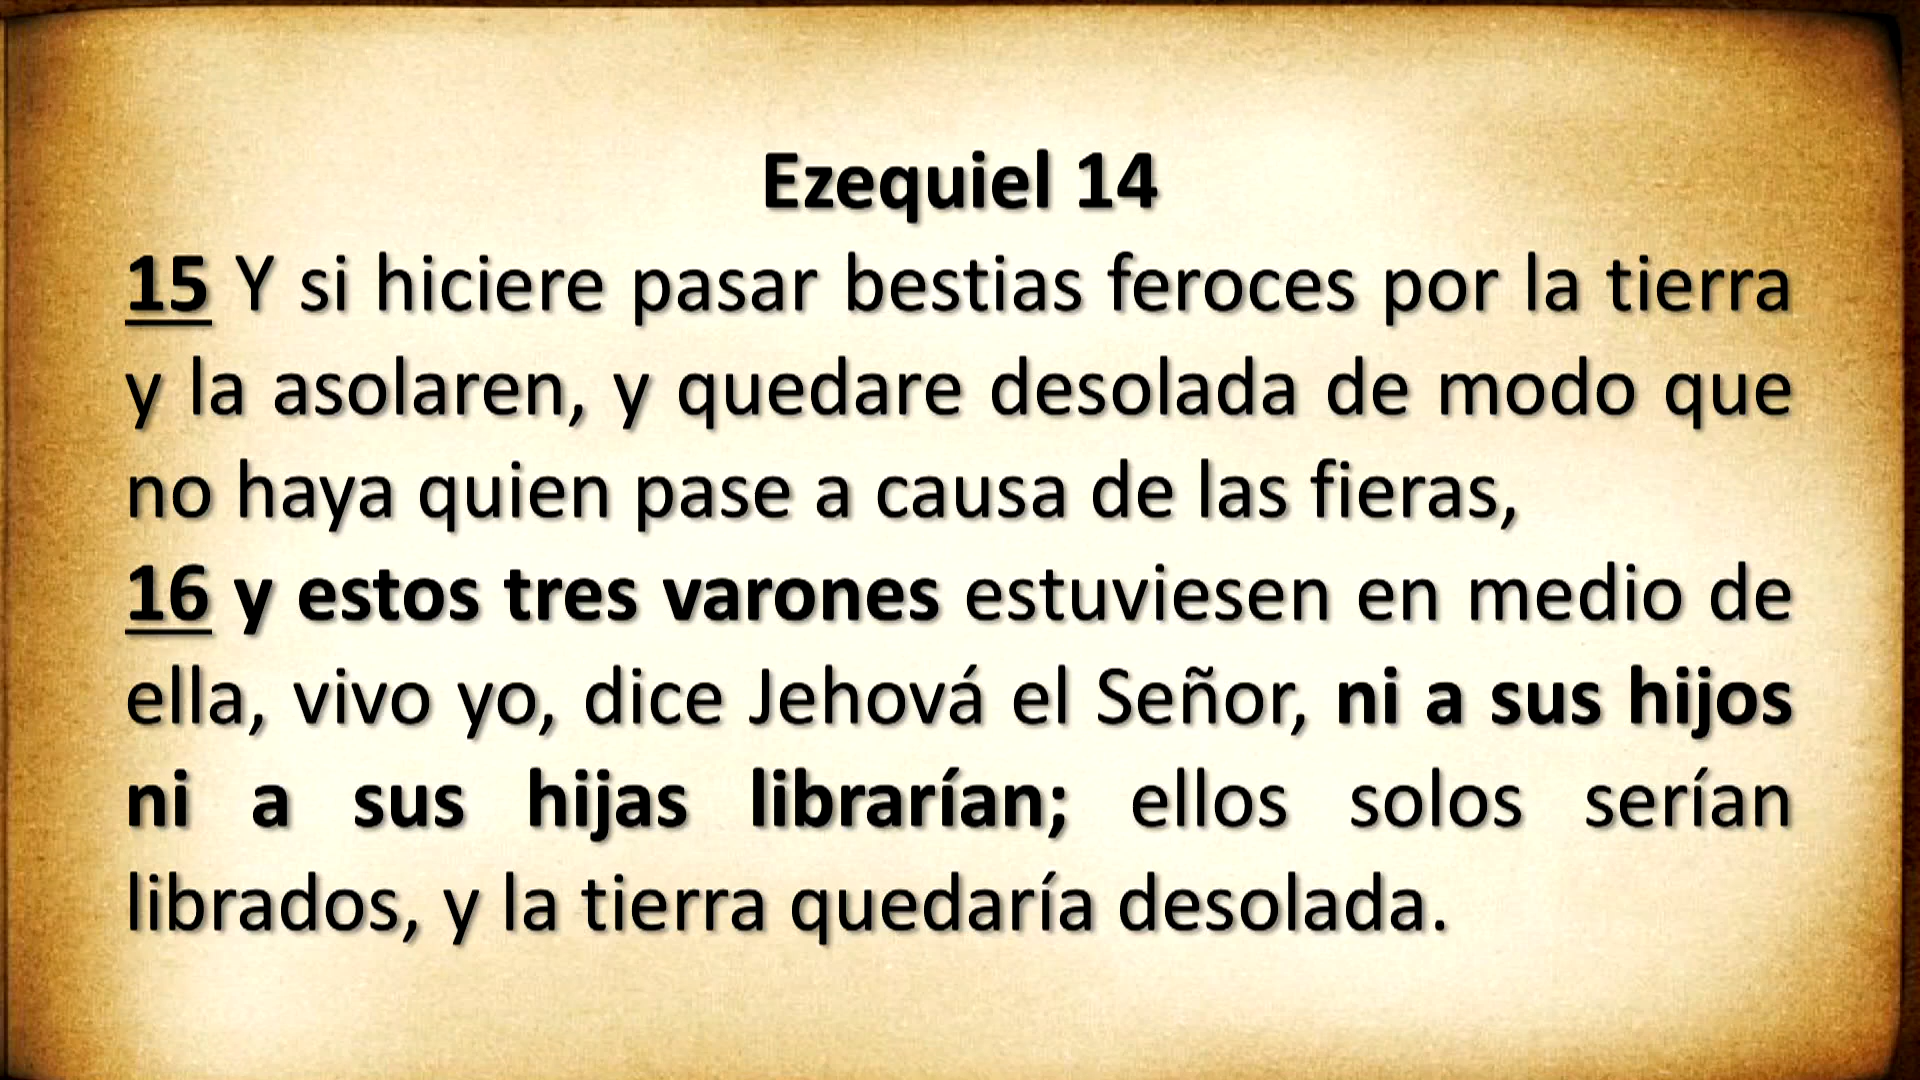 Ezequiel 14
15 Y si hiciere pasar bestias feroces por la tierra
y la asolaren, y quedare desolada de modo que
no haya quien pase a causa de las fieras,
16 y estos tres varones estuviesen en medio de
ella, vivo yo, dice Jehová el Señor, ni a sus hijos
ni a sus hijas librarían; ellos solos serían
librados, y la tierra quedaría desolada.